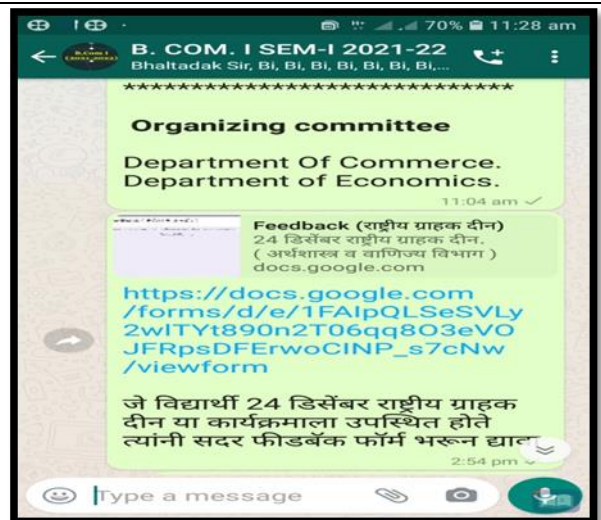 70% 11:28 am
B. COM. I SEM-I 2021-22
Bhaltadak Sir, Bi, Bi, Bi, Bi, Bi, Bi, Bi,...
******************************
Organizing committee
Department Of Commerce.
Department of Economics.
11:04 am
Feedback (राष्ट्रीय ग्राहक दीन)
24 डिसेंबर राष्ट्रीय ग्राहक दीन.
( अर्थशास्त्र व वाणिज्य विभाग )
docs.google.com
https://docs.google.com
/forms/d/e/1FAIpQLSeSVLy
2wlTYt890n2T06qq8O3eVO
JFRpsDFErwoCINP_s7cNw
/viewform
जे विद्यार्थी 24 डिसेंबर राष्ट्रीय ग्राहक
दीन या कार्यक्रमाला उपस्थित होते
त्यांनी सदर फीडबॅक फॉर्म भरून द्यावा
2:54 pm
Type a message